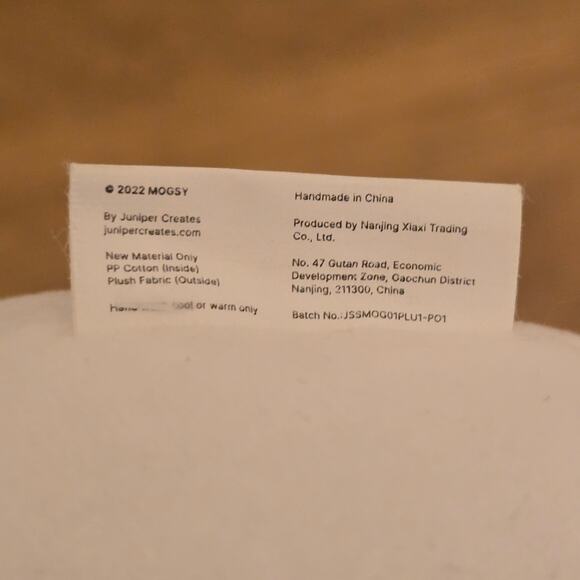 © 2022 MOGSY
By Juniper Creates
junipercreates.com
New Material Only
PP Cotton (Inside)
Plush Fabric (Outside)
cool or warm only
Handmade in China
Produced by Nanjing Xiaxi Trading
Co., Ltd.
No. 47 Gutan Road, Economic
Development Zone, Gaochun District
Nanjing, 211300, China
Batch No.:JSSMOG01PLU1-PO1